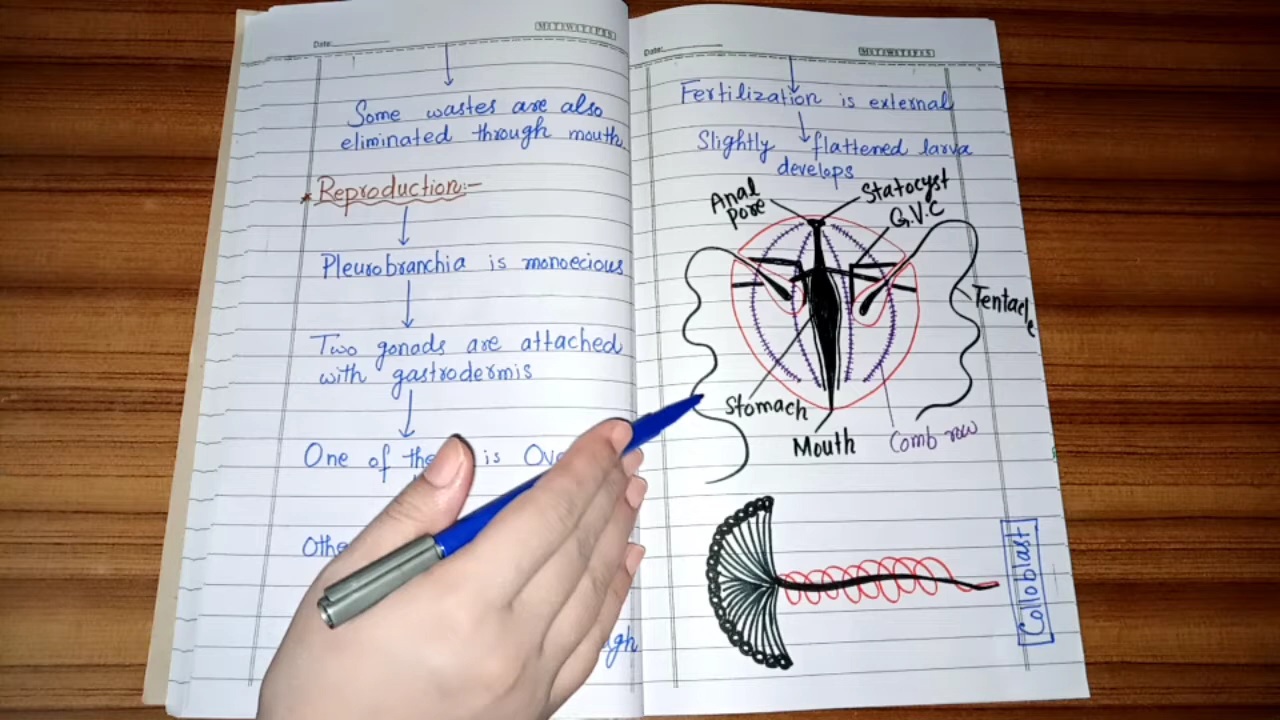 Date:
M T W T F S
Some wastes are also
eliminated through mouth
* Reproduction:-
Pleurobranchia is monoecious
Two gonads are attached
with gastrodermis
One of the is
Date:
M T W T F S
Fertilization is external
Slightly flattened larva
develops
Anal
pore
Statocyst
G.V.C
Tentacle
Stomach
Mouth
Comb row
Colloblast